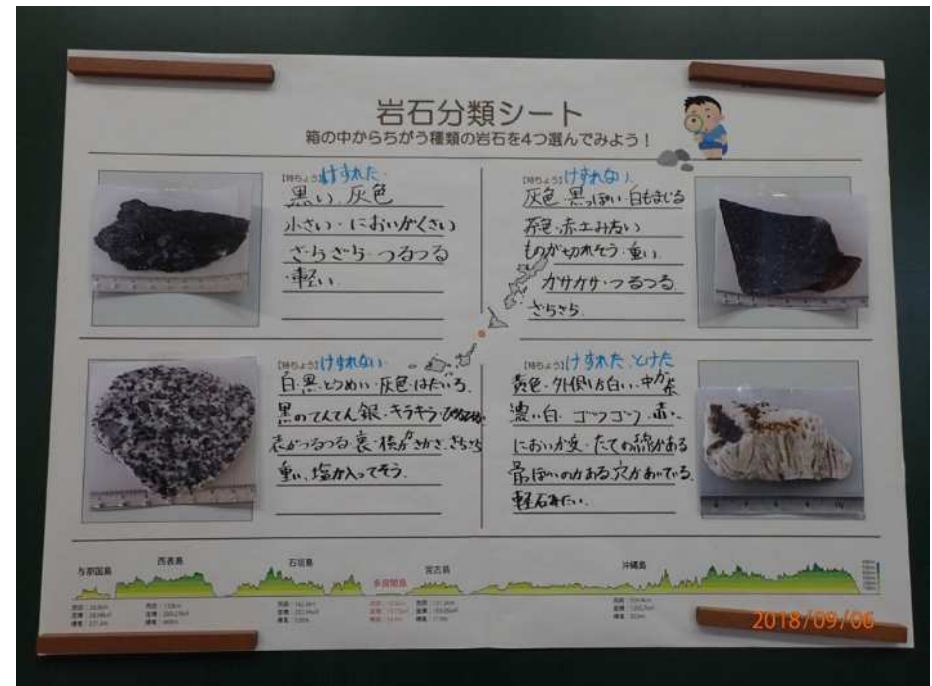 岩石分類シート
箱の中からちがう種類の岩石を4つ選んでみよう！
【特ちょう】けずれた
黒い、灰色
小さい・においがくさい
ざらざら・つるつる
・軽い
【特ちょう】けずれない
灰色・黒っぽい・白もまじる
茶色・赤土みたい
ものが切れそう・重い
カサカサ・つるつる
ざらざら
【特ちょう】けずれない
白・黒・とうめい・灰色・はだいろ
黒のてんてん・銀・キラキラ
表がつるつる・裏・横が
重い、塩が入ってそう
【特ちょう】けずれた とけた
黄色・外側が白い・中が茶
濃い白・ゴツゴツ・赤い
においが変・たての線がある
骨っぽいのがある、穴があいている
軽石みたい
与那国島
西表島
石垣島
多良間島
宮古島
沖縄島
2018/09/06